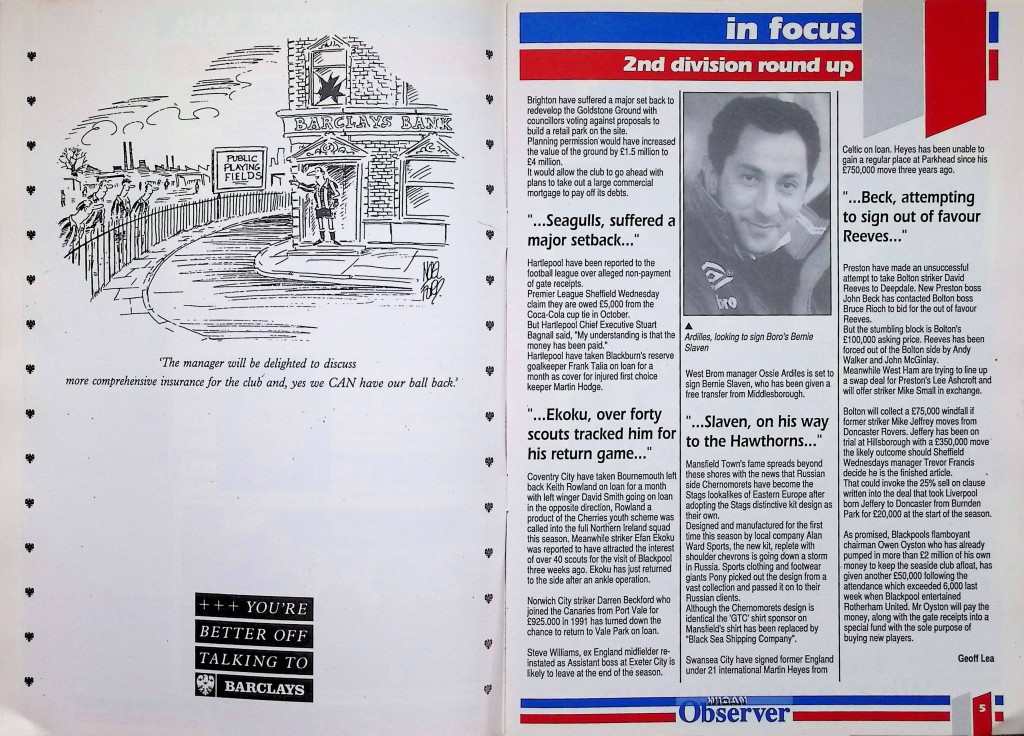 BARCLAYS BANK
PUBLIC
PLAYING
FIELDS
'The manager will be delighted to discuss
more comprehensive insurance for the club and, yes we CAN have our ball back.'
+++ YOU'RE
BETTER OFF
TALKING TO
BARCLAYS
in focus
2nd division round up
Brighton have suffered a major set back to
redevelop the Goldstone Ground with
councillors voting against proposals to
build a retail park on the site.
Planning permission would have increased
the value of the ground by £1.5 million to
£4 million.
It would allow the club to go ahead with
plans to take out a large commercial
mortgage to pay off its debts.
"...Seagulls, suffered a
major setback..."
Hartlepool have been reported to the
football league over alleged non-payment
of gate receipts.
Premier League Sheffield Wednesday
claim they are owed £5,000 from the
Coca-Cola cup tie in October.
But Hartlepool Chief Executive Stuart
Bagnall said, "My understanding is that the
money has been paid."
Hartlepool have taken Blackburn's reserve
goalkeeper Frank Talia on loan for a
month as cover for injured first choice
keeper Martin Hodge.
"...Ekoku, over forty
scouts tracked him for
his return game..."
Coventry City have taken Bournemouth left
back Keith Rowland on loan for a month
with left winger David Smith going on loan
in the opposite direction, Rowland a
product of the Cherries youth scheme was
called into the full Northern Ireland squad
this season. Meanwhile striker Efan Ekoku
was reported to have attracted the interest
of over 40 scouts for the visit of Blackpool
three weeks ago. Ekoku has just returned
to the side after an ankle operation.
Norwich City striker Darren Beckford who
joined the Canaries from Port Vale for
£925.000 in 1991 has turned down the
chance to return to Vale Park on loan.
Steve Williams, ex England midfielder re-
instated as Assistant boss at Exeter City is
likely to leave at the end of the season.
bro
Ardilles, looking to sign Boro's Bernie
Slaven
West Brom manager Ossie Ardiles is set to
sign Bernie Slaven, who has been given a
free transfer from Middlesborough.
"...Slaven, on his way
to the Hawthorns..."
Mansfield Town's fame spreads beyond
these shores with the news that Russian
side Chernomorets have become the
Stags lookalikes of Eastern Europe after
adopting the Stags distinctive kit design as
their own.
Designed and manufactured for the first
time this season by local company Alan
Ward Sports, the new kit, replete with
shoulder chevrons is going down a storm
in Russia. Sports clothing and footwear
giants Pony picked out the design from a
vast collection and passed it on to their
Russian clients.
Although the Chernomorets design is
identical the 'GTC' shirt sponsor on
Mansfield's shirt has been replaced by
"Black Sea Shipping Company".
Swansea City have signed former England
under 21 international Martin Heyes from
Celtic on loan. Heyes has been unable to
gain a regular place at Parkhead since his
£750,000 move three years ago.
"...Beck, attempting
to sign out of favour
Reeves..."
Preston have made an unsuccessful
attempt to take Bolton striker David
Reeves to Deepdale. New Preston boss
John Beck has contacted Bolton boss
Bruce Rioch to bid for the out of favour
Reeves.
But the stumbling block is Bolton's
£100,000 asking price. Reeves has been
forced out of the Bolton side by Andy
Walker and John McGinlay.
Meanwhile West Ham are trying to line up
a swap deal for Preston's Lee Ashcroft and
will offer striker Mike Small in exchange.
Bolton will collect a £75,000 windfall if
former striker Mike Jeffrey moves from
Doncaster Rovers. Jeffery has been on
trial at Hillsborough with a £350,000 move
the likely outcome should Sheffield
Wednesdays manager Trevor Francis
decide he is the finished article.
That could invoke the 25% sell on clause
written into the deal that took Liverpool
born Jeffery to Doncaster from Burnden
Park for £20,000 at the start of the season.
As promised, Blackpools flamboyant
chairman Owen Oyston who has already
pumped in more than £2 million of his own
money to keep the seaside club afloat, has
given another £50,000 following the
attendance which exceeded 6,000 last
week when Blackpool entertained
Rotherham United. Mr Oyston will pay the
money, along with the gate receipts into a
special fund with the sole purpose of
buying new players.
Geoff Lea
WIGAN
Observer
5